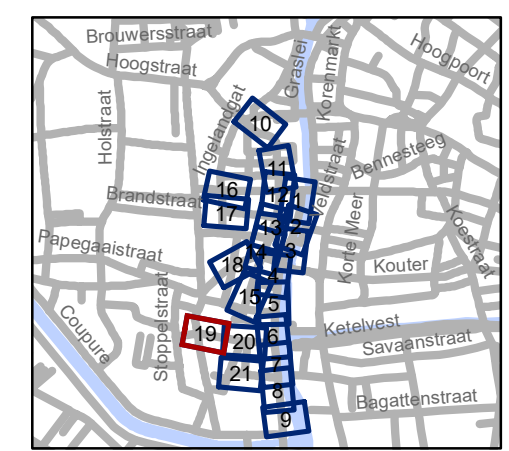 Brouwersstraat
Hoogstraat
Graslei
Korenmarkt
Hoogpoort
Holstraat
Ingelandgat
10
Veldstraat
Bennesteeg
11
16
12
1
Brandstraat
17
13
2
Korte Meer
Koestraat
Papegaaistraat
18
14
3
Kouter
4
15
5
Coupure
Stoppelstraat
19
20
6
Ketelvest
Savaanstraat
21
7
8
Bagattenstraat
9